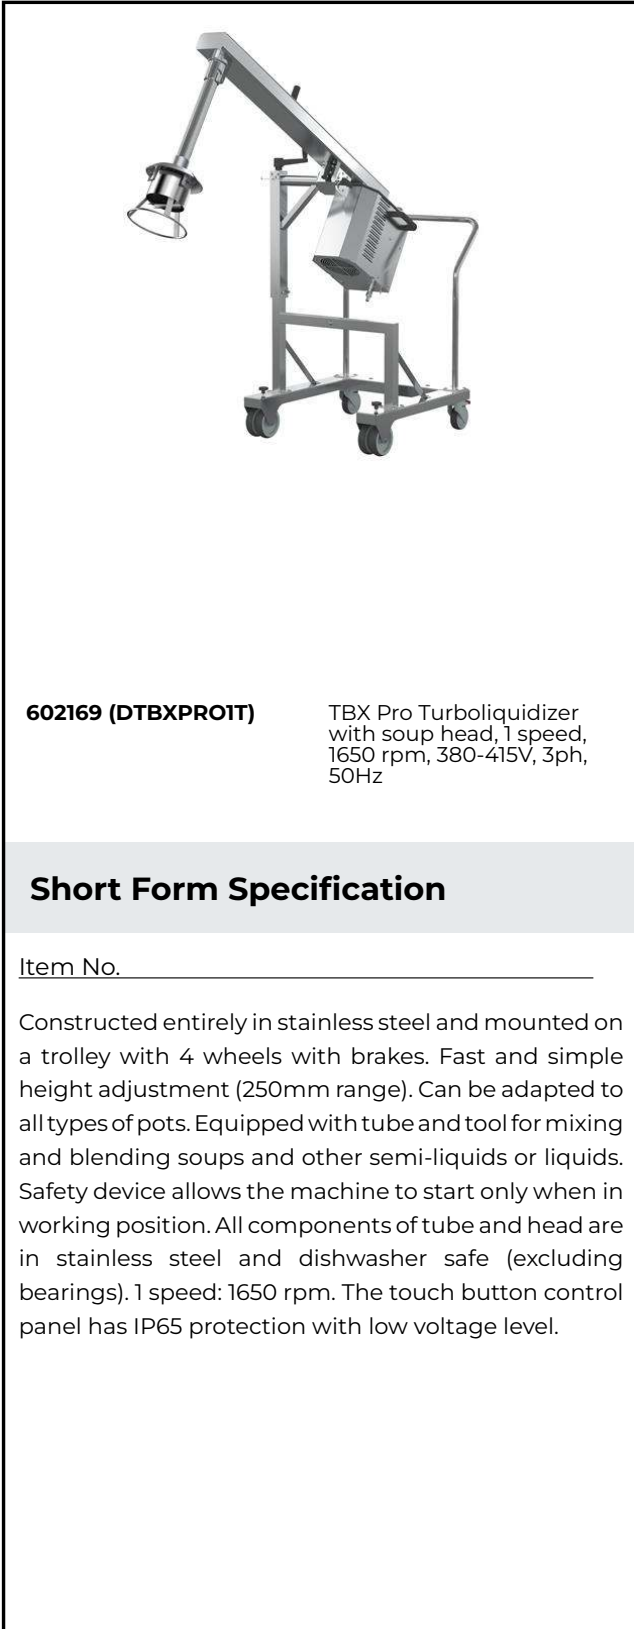 602169 (DTBXPRO1T)
TBX Pro Turboliquidizer
with soup head, 1 speed,
1650 rpm, 380-415V, 3ph,
50Hz
Short Form Specification
Item No.
Constructed entirely in stainless steel and mounted on
a trolley with 4 wheels with brakes. Fast and simple
height adjustment (250mm range). Can be adapted to
all types of pots. Equipped with tube and tool for mixing
and blending soups and other semi-liquids or liquids.
Safety device allows the machine to start only when in
working position. All components of tube and head are
in stainless steel and dishwasher safe (excluding
bearings). 1 speed: 1650 rpm. The touch button control
panel has IP65 protection with low voltage level.